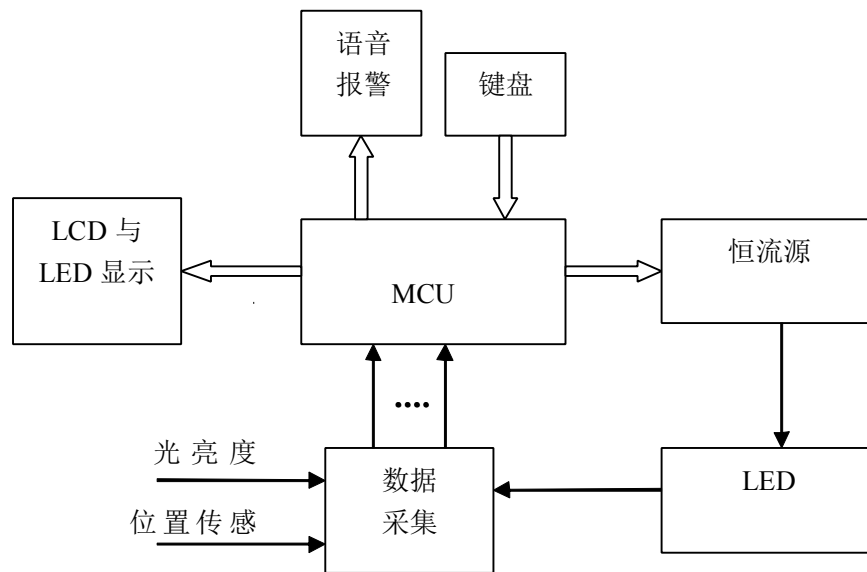 语音
报警
键盘
LCD 与
LED 显示
MCU
恒流源
光亮度
位置传感
数据
采集
LED